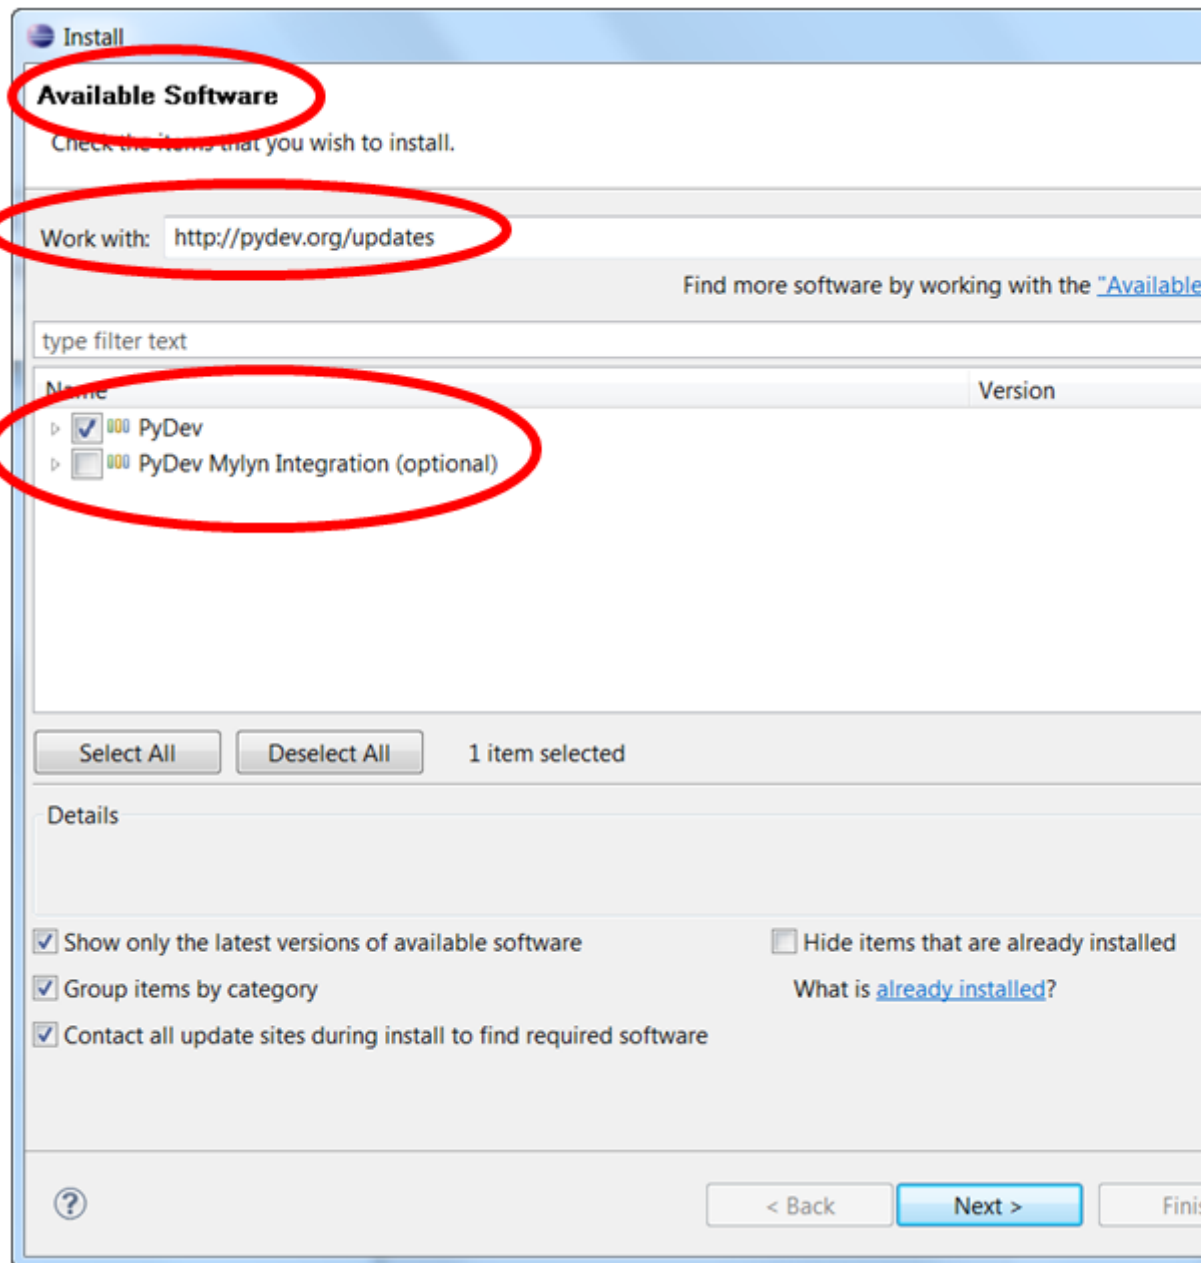 Install
Available Software
Check the items that you wish to install.
Work with: http://pydev.org/updates
Find more software by working with the "Available
type filter text
Name Version
PyDev
PyDev Mylyn Integration (optional)
Select All Deselect All 1 item selected
Details
Show only the latest versions of available software Hide items that are already installed
Group items by category What is already installed?
Contact all update sites during install to find required software
? < Back Next > Finis